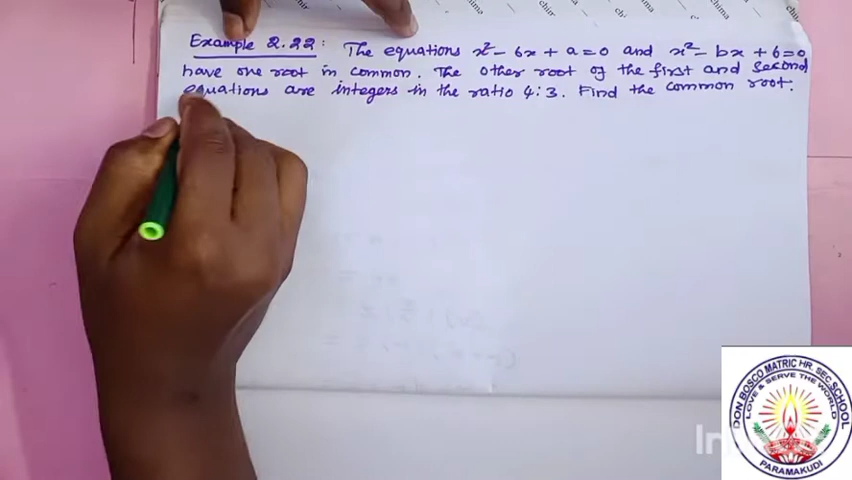 Example 2.22: The equations x² - 6x + a = 0 and x² - bx + 6 = 0
have one root in common. The other root of the first and second
equations are integers in the ratio 4:3. Find the common root.
DON BOSCO MATRIC HR. SEC. SCHOOL
LOVE & SERVE THE WORLD
PARAMAKUDI